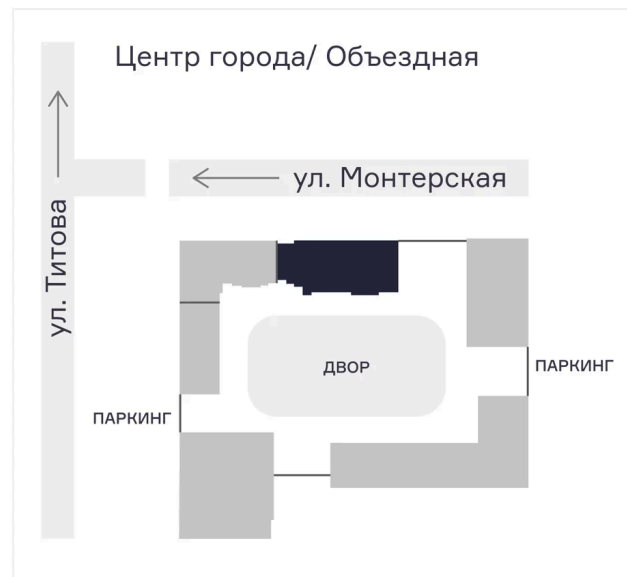 Центр города/ Объездная
ул. Монтерская
ул. Титова
ДВОР
ПАРКИНГ
ПАРКИНГ